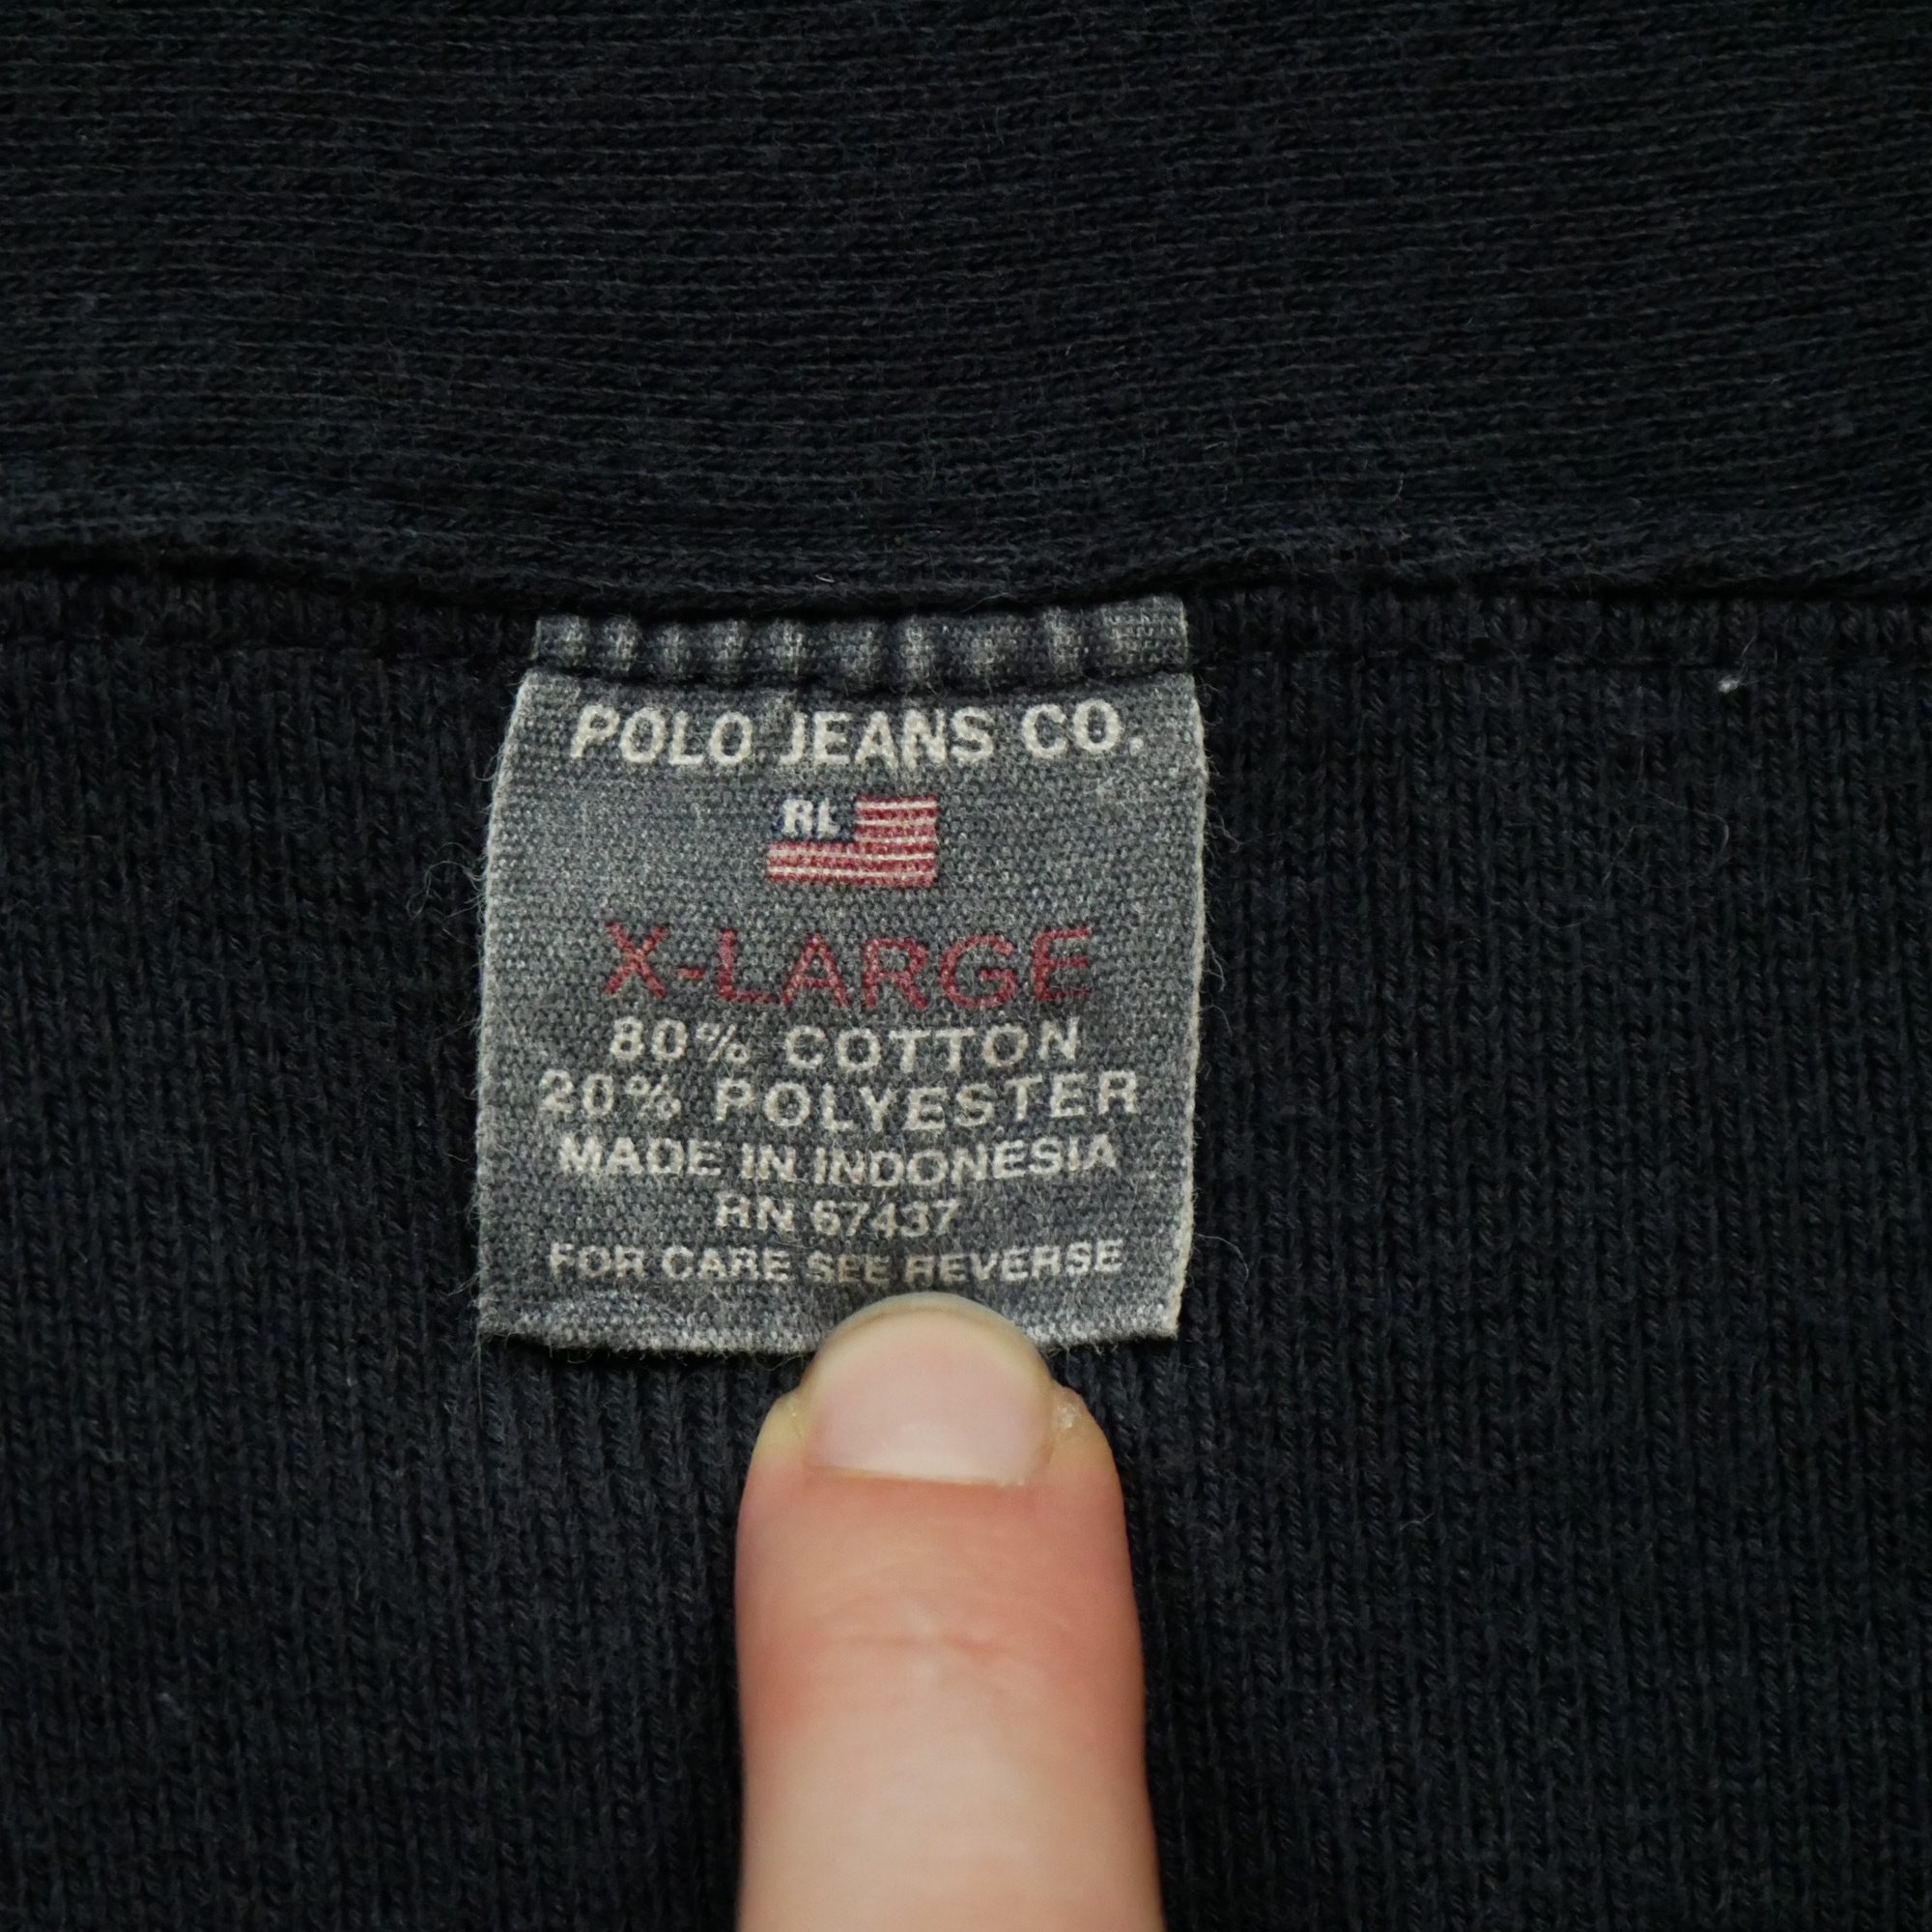 POLO JEANS CO.
RL
X-LARGE
80% COTTON
20% POLYESTER
MADE IN INDONESIA
RN 67437
FOR CARE SEE REVERSE